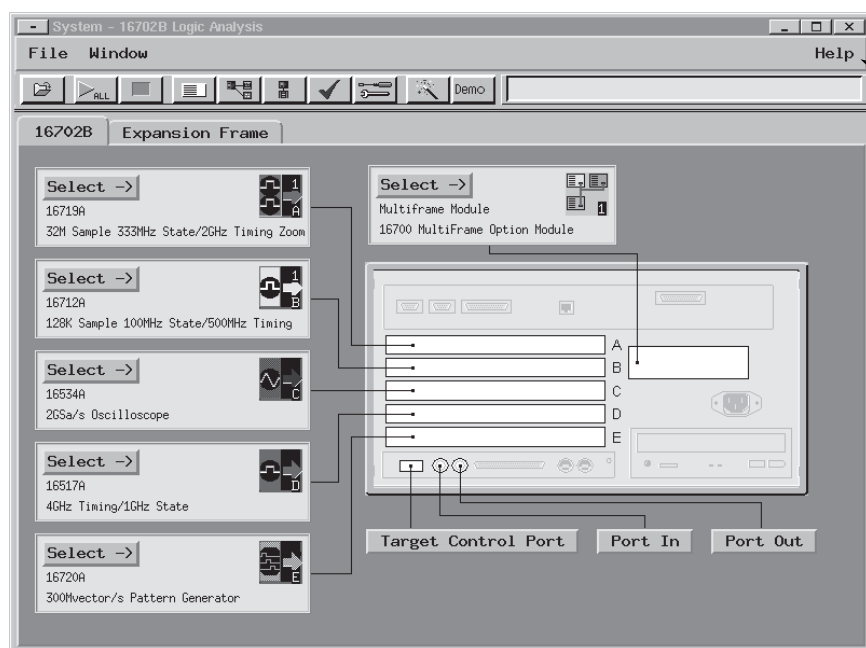 System - 16702B Logic Analysis
File Window Help
ALL Demo
16702B Expansion Frame
Select ->
1
A
16719A
32M Sample 333MHz State/2GHz Timing Zoom
Select ->
1
B
16712A
128K Sample 100MHz State/500MHz Timing
Select ->
C
16534A
2GSa/s Oscilloscope
Select ->
D
16517A
4GHz Timing/1GHz State
Select ->
E
16720A
300Mvector/s Pattern Generator
Select ->
1
Multiframe Module
16700 MultiFrame Option Module
A
B
C
D
E
Target Control Port Port In Port Out